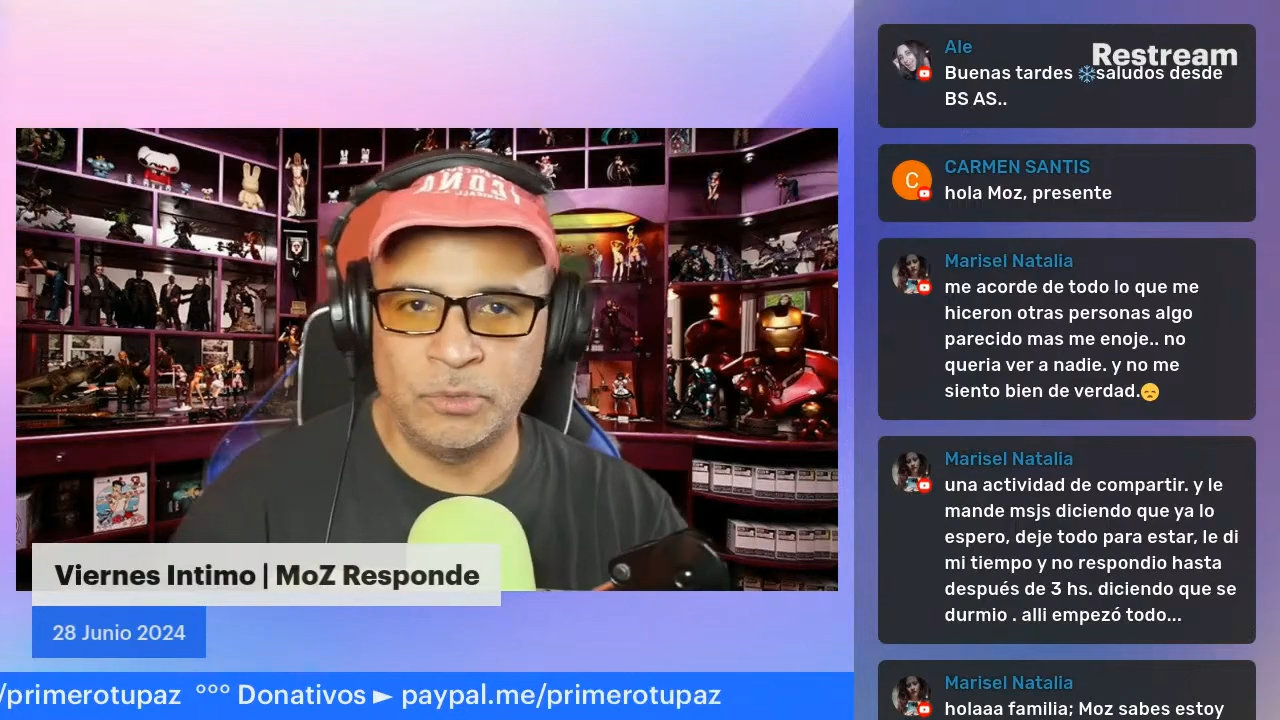 Viernes Intimo | MoZ Responde
28 Junio 2024
/primerotupaz °°° Donativos ► paypal.me/primerotupaz
Restream
Ale
Buenas tardes ❄️saludos desde
BS AS..
C
CARMEN SANTIS
hola Moz, presente
Marisel Natalia
me acorde de todo lo que me
hiceron otras personas algo
parecido mas me enoje.. no
queria ver a nadie. y no me
siento bien de verdad.😞
Marisel Natalia
una actividad de compartir. y le
mande msjs diciendo que ya lo
espero, deje todo para estar, le di
mi tiempo y no respondio hasta
después de 3 hs. diciendo que se
durmio . alli empezó todo...
Marisel Natalia
holaaa familia; Moz sabes estoy